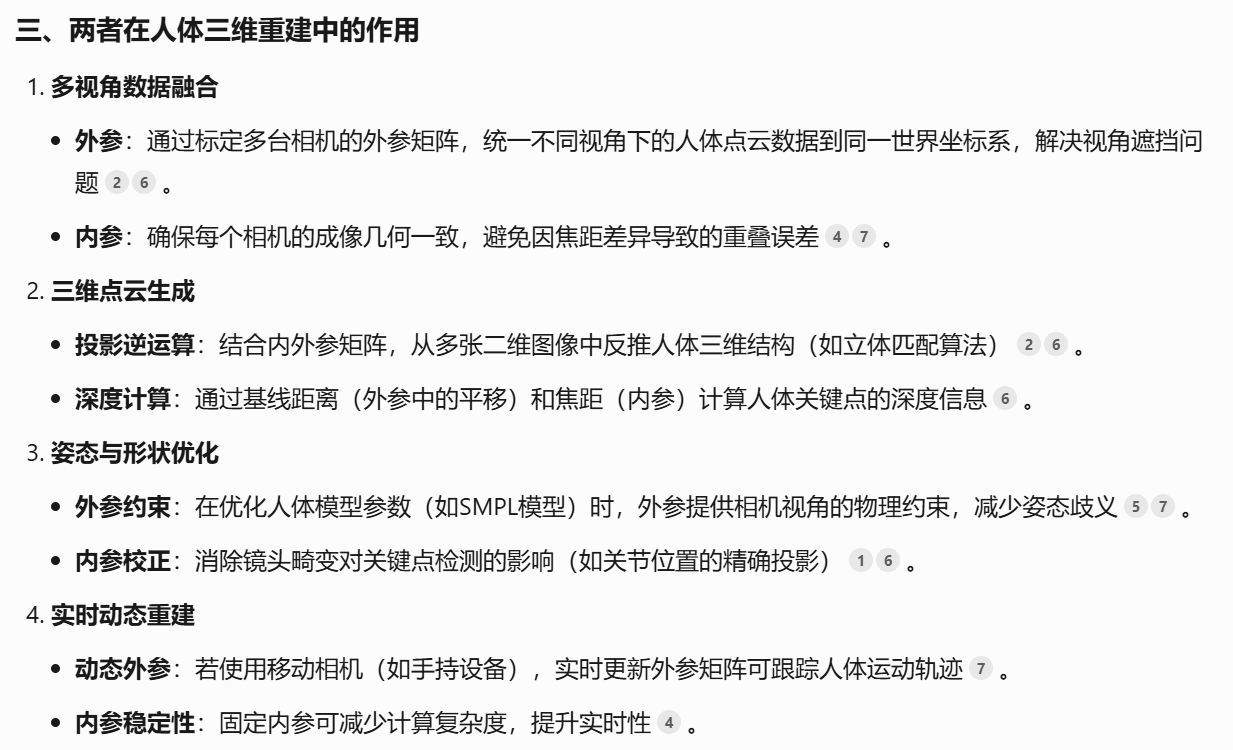 三、两者在人体三维重建中的作用
1. 多视角数据融合
• 外参：通过标定多台相机的外参矩阵，统一不同视角下的人体点云数据到同一世界坐标系，解决视角遮挡问
题 2 6 。
• 内参：确保每个相机的成像几何一致，避免因焦距差异导致的重叠误差 4 7 。
2. 三维点云生成
• 投影逆运算：结合内外参矩阵，从多张二维图像中反推人体三维结构（如立体匹配算法） 2 6 。
• 深度计算：通过基线距离（外参中的平移）和焦距（内参）计算人体关键点的深度信息 6 。
3. 姿态与形状优化
• 外参约束：在优化人体模型参数（如SMPL模型）时，外参提供相机视角的物理约束，减少姿态歧义 5 7 。
• 内参校正：消除镜头畸变对关键点检测的影响（如关节位置的精确投影） 1 6 。
4. 实时动态重建
• 动态外参：若使用移动相机（如手持设备），实时更新外参矩阵可跟踪人体运动轨迹 7 。
• 内参稳定性：固定内参可减少计算复杂度，提升实时性 4 。